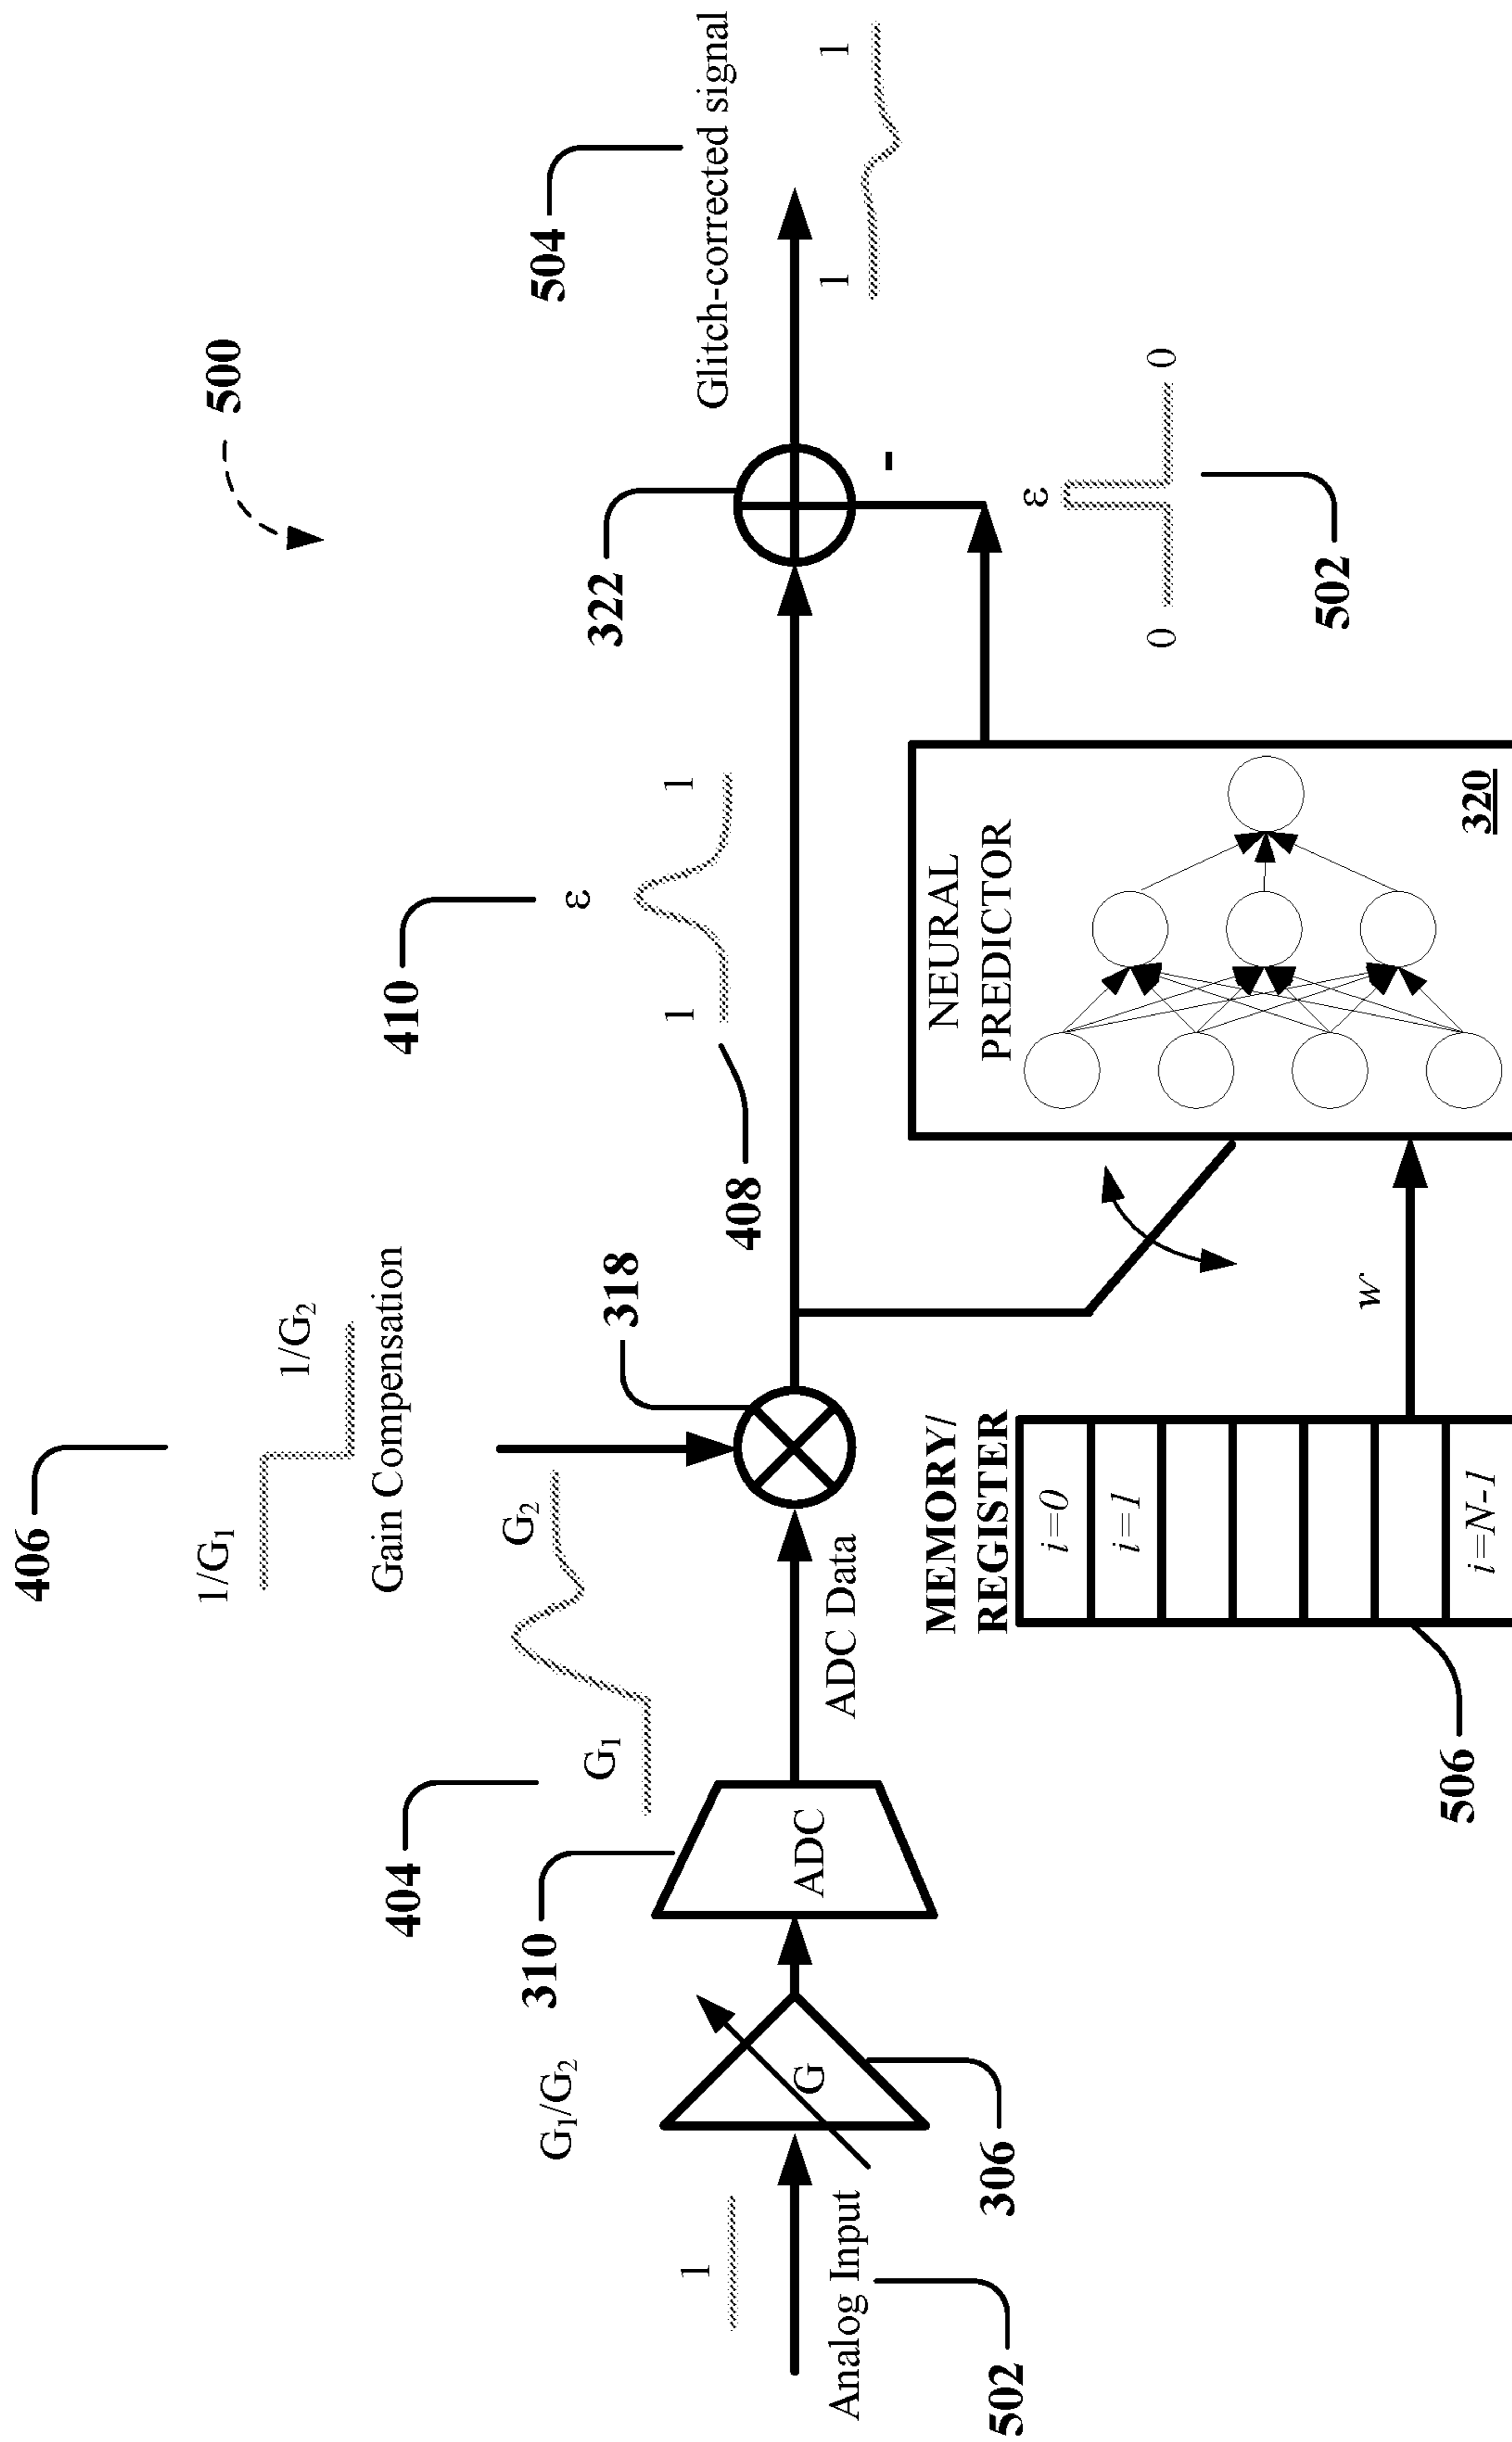 500
406
1/G₁
1/G₂
Gain Compensation
404
G₁
G₂
410
ε
1
1
408
504
Glitch-corrected signal
1
1
G₁/G₂
310
318
322
1
G
ADC
ADC Data
-
Analog Input
502
306
MEMORY/
REGISTER
i=0
i=1
i=N-1
506
w
NEURAL
PREDICTOR
320
ε
0
0
502